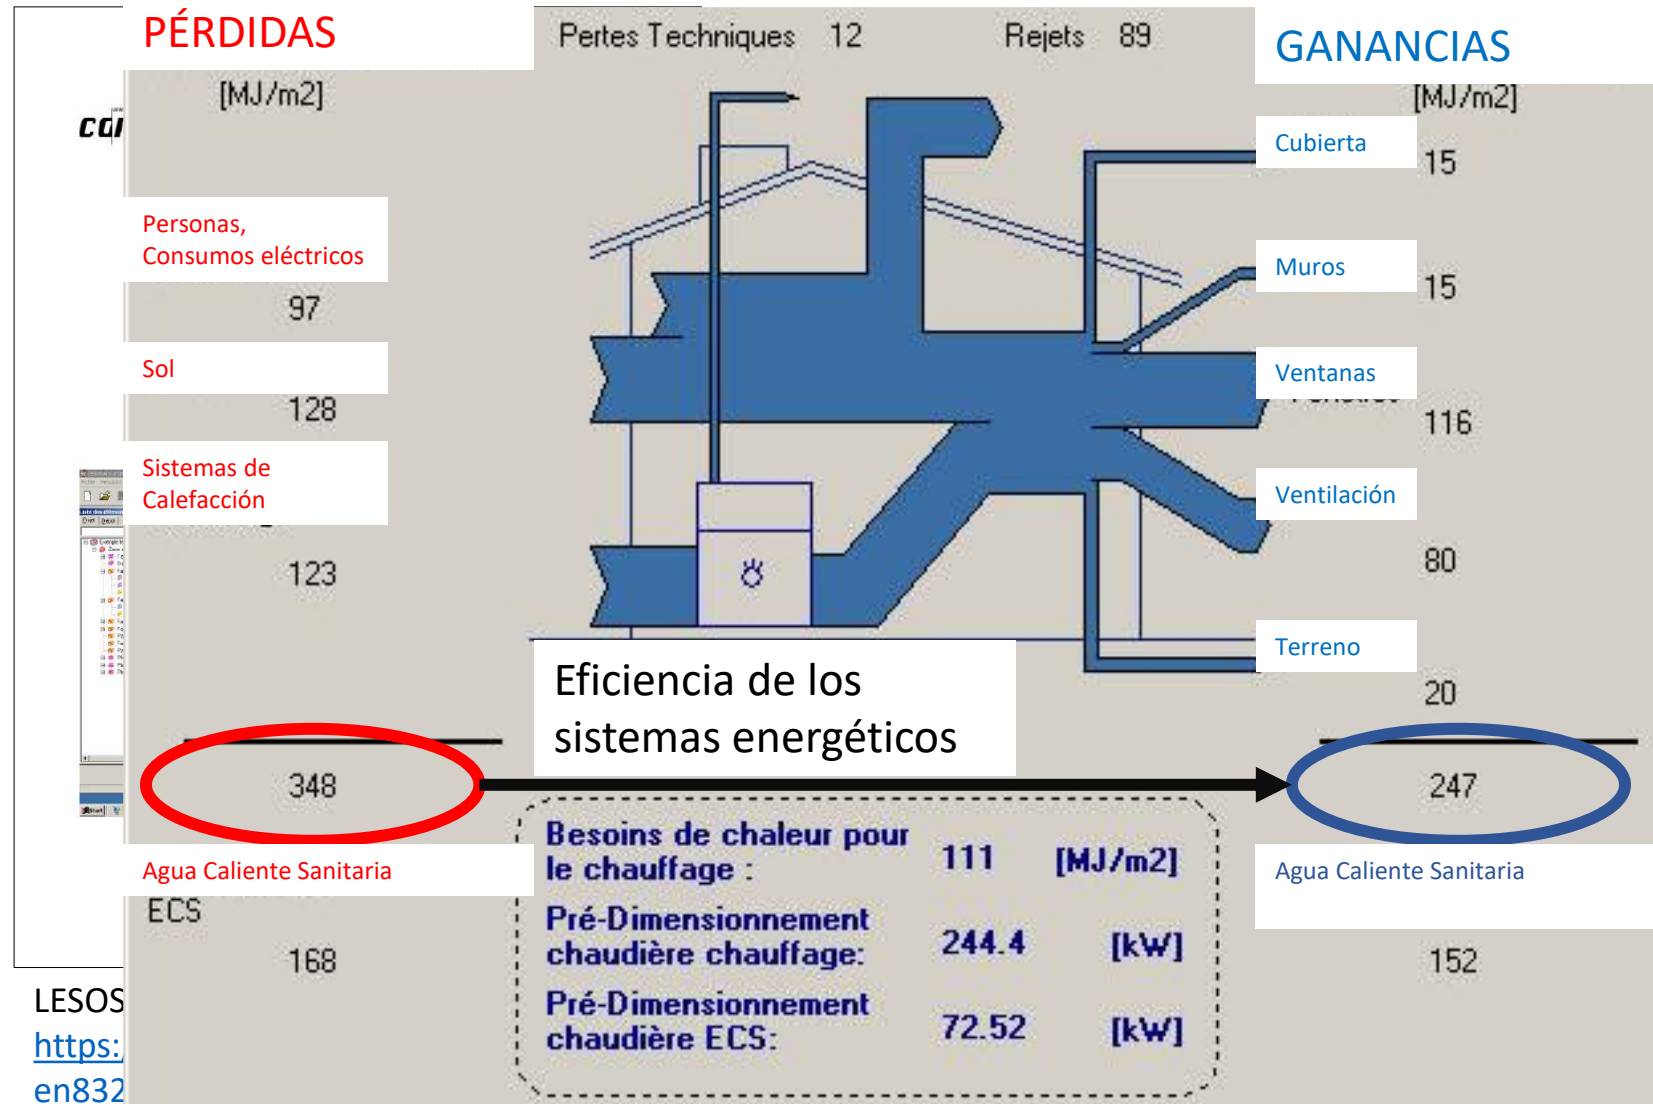 PÉRDIDAS
Pertes Techniques 12
Rejets 89
GANANCIAS
[MJ/m2]
[MJ/m2]
Cubierta
15
Personas,
Consumos eléctricos
97
Muros
15
Sol
128
Ventanas
116
Sistemas de
Calefacción
123
Ventilación
80
Terreno
20
Eficiencia de los
sistemas energéticos
348
247
Besoins de chaleur pour
le chauffage : 111 [MJ/m2]
Pré-Dimensionnement
chaudière chauffage: 244.4 [kW]
Pré-Dimensionnement
chaudière ECS: 72.52 [kW]
Agua Caliente Sanitaria
ECS
168
Agua Caliente Sanitaria
152
LESOS
https:/
en832